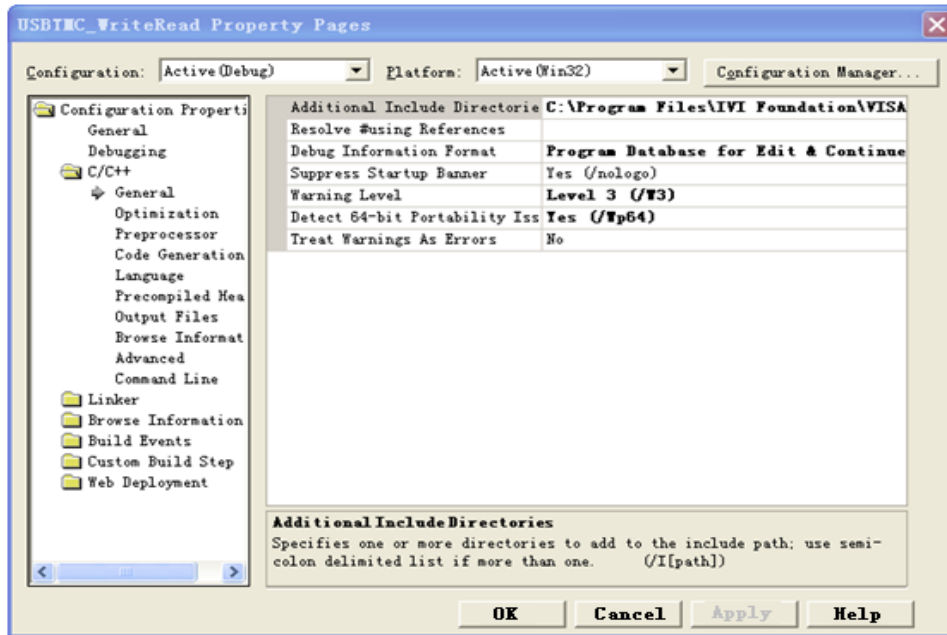 USBTMC_WriteRead Property Pages
Configuration: Active(Debug) Platform: Active(Win32) Configuration Manager...
Configuration Properti
General
Debugging
C/C++
General
Optimization
Preprocessor
Code Generation
Language
Precompiled Hea
Output Files
Browse Informat
Advanced
Command Line
Linker
Browse Information
Build Events
Custom Build Step
Web Deployment
Additional Include Directorie C:\Program Files\IVI Foundation\VISA
Resolve #using References
Debug Information Format Program Database for Edit & Continue
Suppress Startup Banner Yes (/nologo)
Warning Level Level 3 (/W3)
Detect 64-bit Portability Iss Yes (/Wp64)
Treat Warnings As Errors No
Additional Include Directories
Specifies one or more directories to add to the include path; use semi-
colon delimited list if more than one. (/I[path])
OK Cancel Apply Help